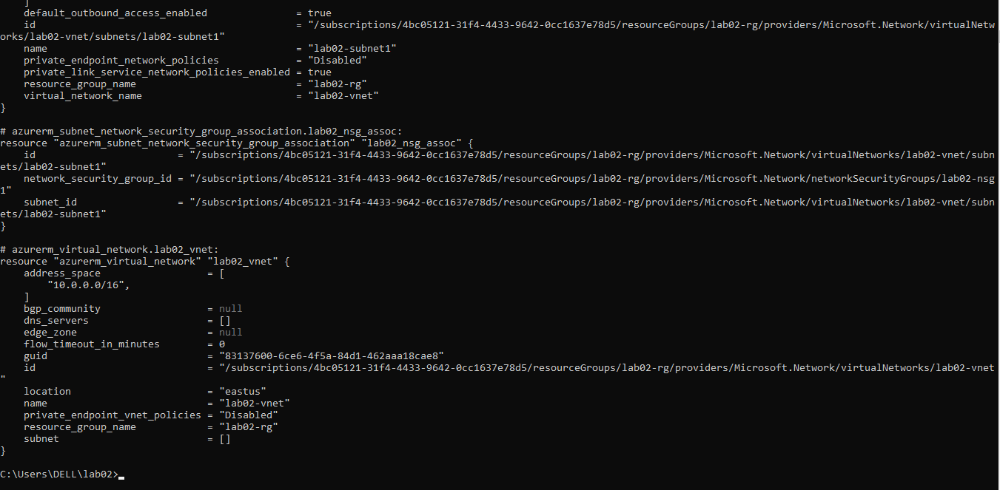 ]
    default_outbound_access_enabled               = true
    id                                            = "/subscriptions/4bc05121-31f4-4433-9642-0cc1637e78d5/resourceGroups/lab02-rg/providers/Microsoft.Network/virtualNetw
orks/lab02-vnet/subnets/lab02-subnet1"
    name                                          = "lab02-subnet1"
    private_endpoint_network_policies             = "Disabled"
    private_link_service_network_policies_enabled = true
    resource_group_name                           = "lab02-rg"
    virtual_network_name                          = "lab02-vnet"
}

# azurerm_subnet_network_security_group_association.lab02_nsg_assoc:
resource "azurerm_subnet_network_security_group_association" "lab02_nsg_assoc" {
    id                        = "/subscriptions/4bc05121-31f4-4433-9642-0cc1637e78d5/resourceGroups/lab02-rg/providers/Microsoft.Network/virtualNetworks/lab02-vnet/subn
ets/lab02-subnet1"
    network_security_group_id = "/subscriptions/4bc05121-31f4-4433-9642-0cc1637e78d5/resourceGroups/lab02-rg/providers/Microsoft.Network/networkSecurityGroups/lab02-nsg
1"
    subnet_id                 = "/subscriptions/4bc05121-31f4-4433-9642-0cc1637e78d5/resourceGroups/lab02-rg/providers/Microsoft.Network/virtualNetworks/lab02-vnet/subn
ets/lab02-subnet1"
}

# azurerm_virtual_network.lab02_vnet:
resource "azurerm_virtual_network" "lab02_vnet" {
    address_space                  = [
        "10.0.0.0/16",
    ]
    bgp_community                  = null
    dns_servers                    = []
    edge_zone                      = null
    flow_timeout_in_minutes        = 0
    guid                           = "83137600-6ce6-4f5a-84d1-462aaa18cae8"
    id                             = "/subscriptions/4bc05121-31f4-4433-9642-0cc1637e78d5/resourceGroups/lab02-rg/providers/Microsoft.Network/virtualNetworks/lab02-vnet
"
    location                       = "eastus"
    name                           = "lab02-vnet"
    private_endpoint_vnet_policies = "Disabled"
    resource_group_name            = "lab02-rg"
    subnet                         = []
}

C:\Users\DELL\lab02>